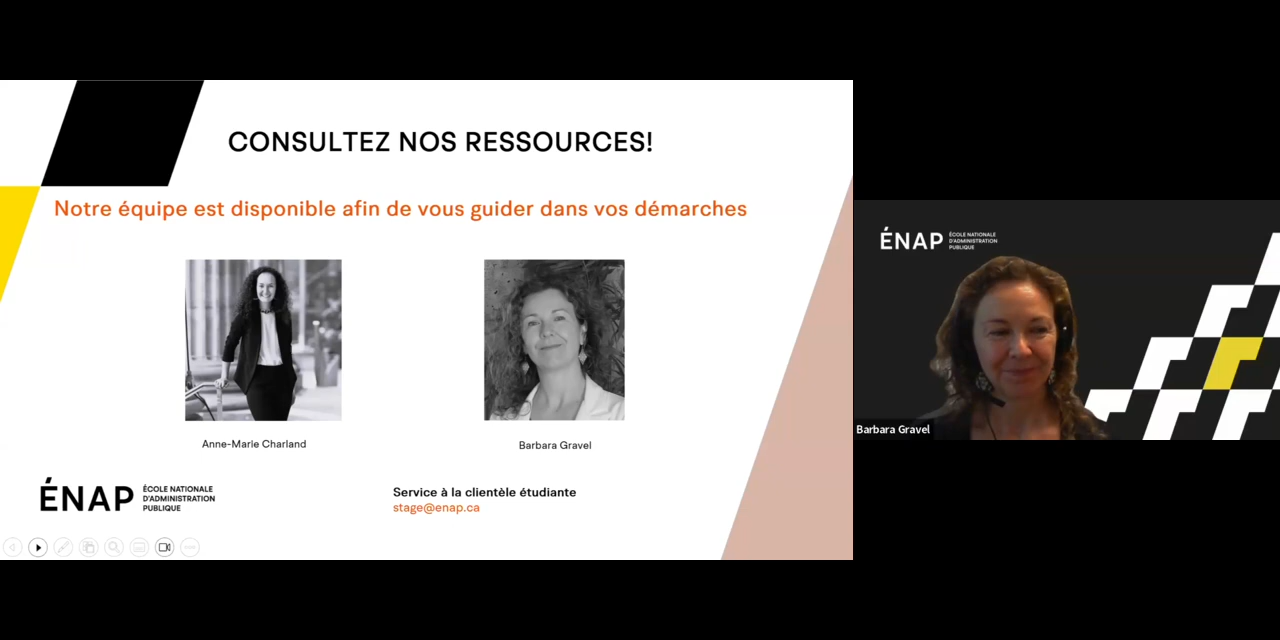 CONSULTEZ NOS RESSOURCES!
Notre équipe est disponible afin de vous guider dans vos démarches
Anne-Marie Charland
Barbara Gravel
ÉNAP
ÉCOLE NATIONALE
D'ADMINISTRATION
PUBLIQUE
Service à la clientèle étudiante
stage@enap.ca
ÉNAP
ÉCOLE NATIONALE
D'ADMINISTRATION
PUBLIQUE
Barbara Gravel